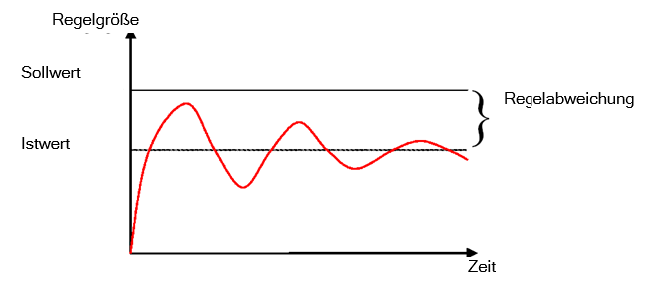 Regelgröße
Sollwert
Regelabweichung
Istwert
Zeit